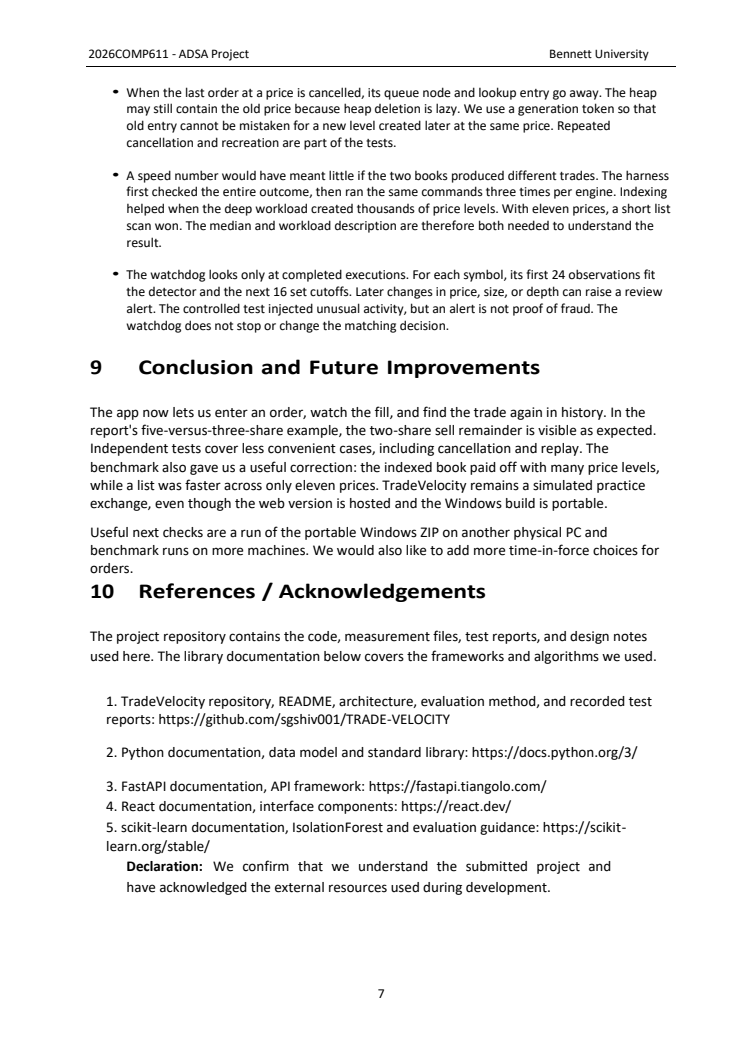 2026COMP611 - ADSA Project Bennett University
• When the last order at a price is cancelled, its queue node and lookup entry go away. The heap
may still contain the old price because heap deletion is lazy. We use a generation token so that
old entry cannot be mistaken for a new level created later at the same price. Repeated
cancellation and recreation are part of the tests.
• A speed number would have meant little if the two books produced different trades. The harness
first checked the entire outcome, then ran the same commands three times per engine. Indexing
helped when the deep workload created thousands of price levels. With eleven prices, a short list
scan won. The median and workload description are therefore both needed to understand the
result.
• The watchdog looks only at completed executions. For each symbol, its first 24 observations fit
the detector and the next 16 set cutoffs. Later changes in price, size, or depth can raise a review
alert. The controlled test injected unusual activity, but an alert is not proof of fraud. The
watchdog does not stop or change the matching decision.
9 Conclusion and Future Improvements
The app now lets us enter an order, watch the fill, and find the trade again in history. In the
report's five-versus-three-share example, the two-share sell remainder is visible as expected.
Independent tests cover less convenient cases, including cancellation and replay. The
benchmark also gave us a useful correction: the indexed book paid off with many price levels,
while a list was faster across only eleven prices. TradeVelocity remains a simulated practice
exchange, even though the web version is hosted and the Windows build is portable.
Useful next checks are a run of the portable Windows ZIP on another physical PC and
benchmark runs on more machines. We would also like to add more time-in-force choices for
orders.
10 References / Acknowledgements
The project repository contains the code, measurement files, test reports, and design notes
used here. The library documentation below covers the frameworks and algorithms we used.
1. TradeVelocity repository, README, architecture, evaluation method, and recorded test
reports: https://github.com/sgshiv001/TRADE-VELOCITY
2. Python documentation, data model and standard library: https://docs.python.org/3/
3. FastAPI documentation, API framework: https://fastapi.tiangolo.com/
4. React documentation, interface components: https://react.dev/
5. scikit-learn documentation, IsolationForest and evaluation guidance: https://scikit-
learn.org/stable/
Declaration: We confirm that we understand the submitted project and
have acknowledged the external resources used during development.
7